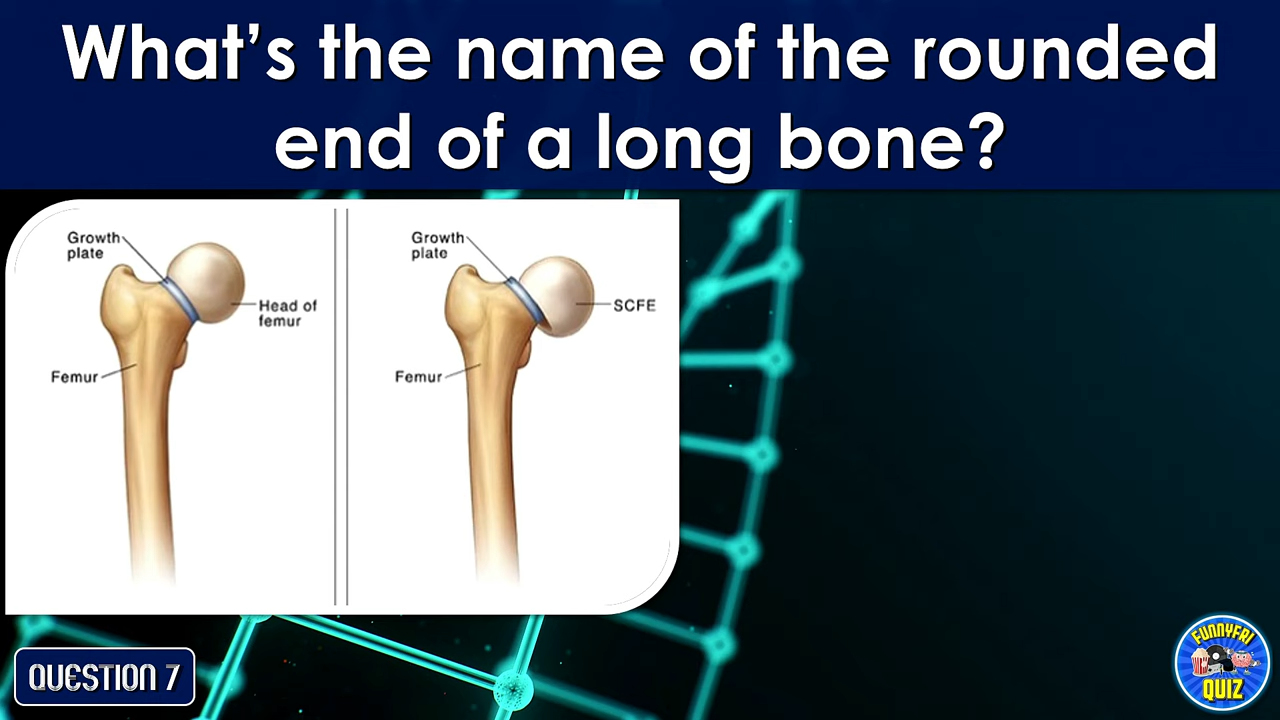 What's the name of the rounded
end of a long bone?
Growth
plate
Head of
femur
Femur
Growth
plate
SCFE
Femur
QUESTION 7
FUNNYFRI
QUIZ